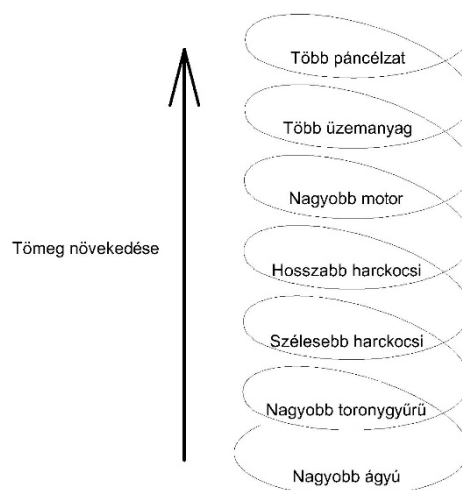 Több páncélzat
Több üzemanyag
Nagyobb motor
Tömeg növekedése
Hosszabb harckocsi
Szélesebb harckocsi
Nagyobb toronygyűrű
Nagyobb ágyú